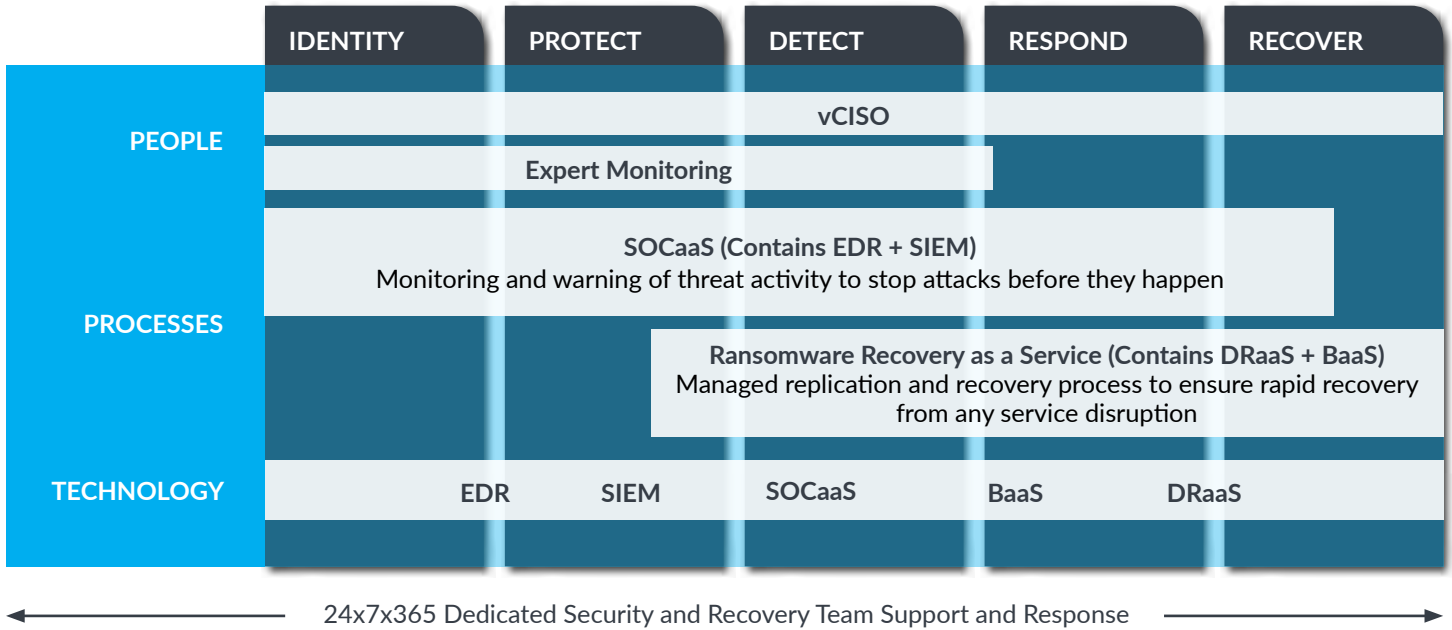 IDENTITY PROTECT DETECT RESPOND RECOVER
PEOPLE
vCISO
Expert Monitoring
PROCESSES
SOCaaS (Contains EDR + SIEM)
Monitoring and warning of threat activity to stop attacks before they happen
Ransomware Recovery as a Service (Contains DRaaS + BaaS)
Managed replication and recovery process to ensure rapid recovery
from any service disruption
TECHNOLOGY
EDR SIEM SOCaaS BaaS DRaaS
24x7x365 Dedicated Security and Recovery Team Support and Response